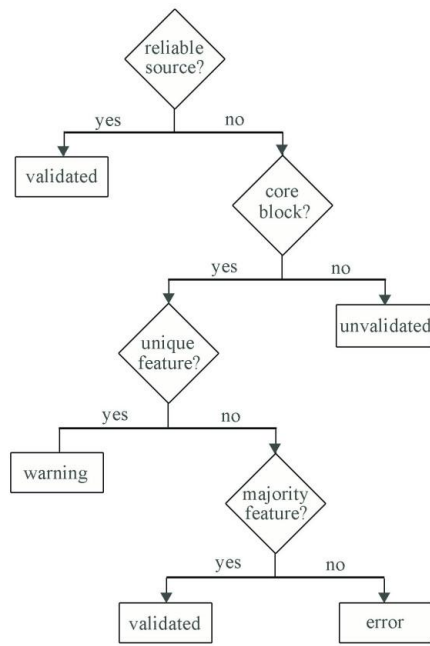 reliable
source?
yes
no
validated
core
block?
yes
no
unique
feature?
unvalidated
yes
no
warning
majority
feature?
yes
no
validated
error